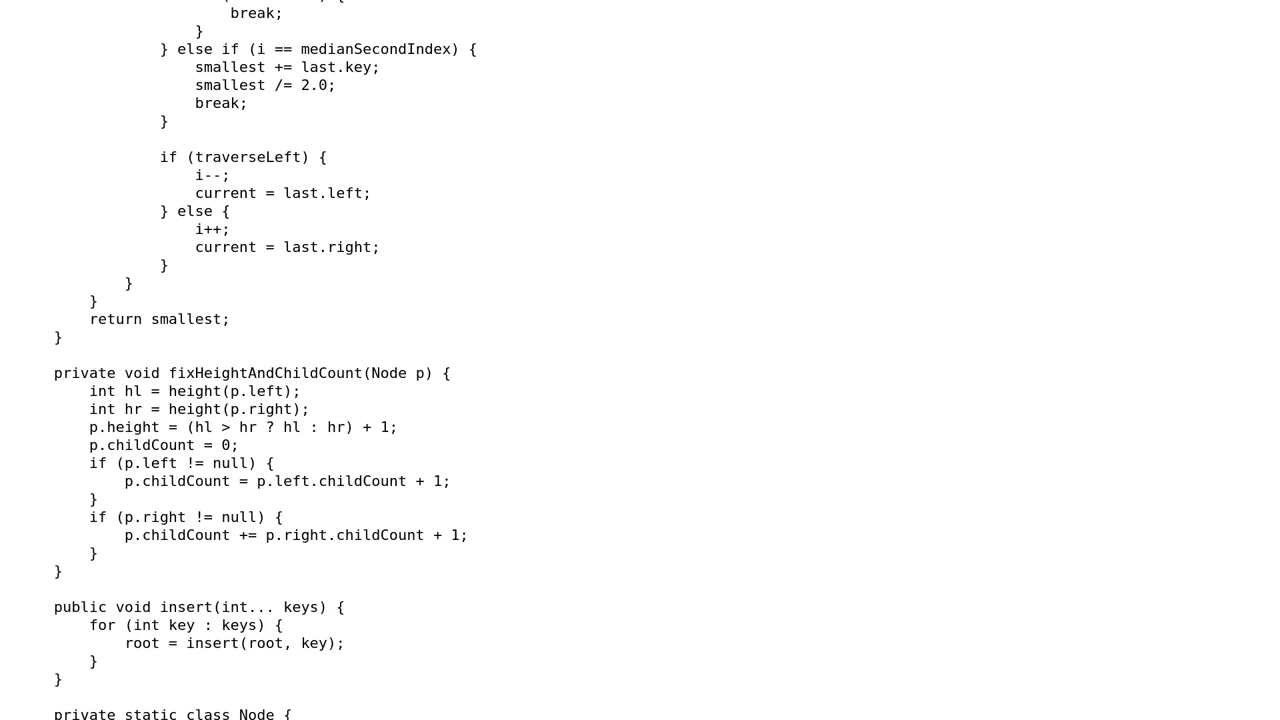 break;
}
} else if (i == medianSecondIndex) {
smallest += last.key;
smallest /= 2.0;
break;
}
if (traverseLeft) {
i--;
current = last.left;
} else {
i++;
current = last.right;
}
}
}
return smallest;
}
private void fixHeightAndChildCount(Node p) {
int hl = height(p.left);
int hr = height(p.right);
p.height = (hl > hr ? hl : hr) + 1;
p.childCount = 0;
if (p.left != null) {
p.childCount = p.left.childCount + 1;
}
if (p.right != null) {
p.childCount += p.right.childCount + 1;
}
}
public void insert(int... keys) {
for (int key : keys) {
root = insert(root, key);
}
}
private static class Node {